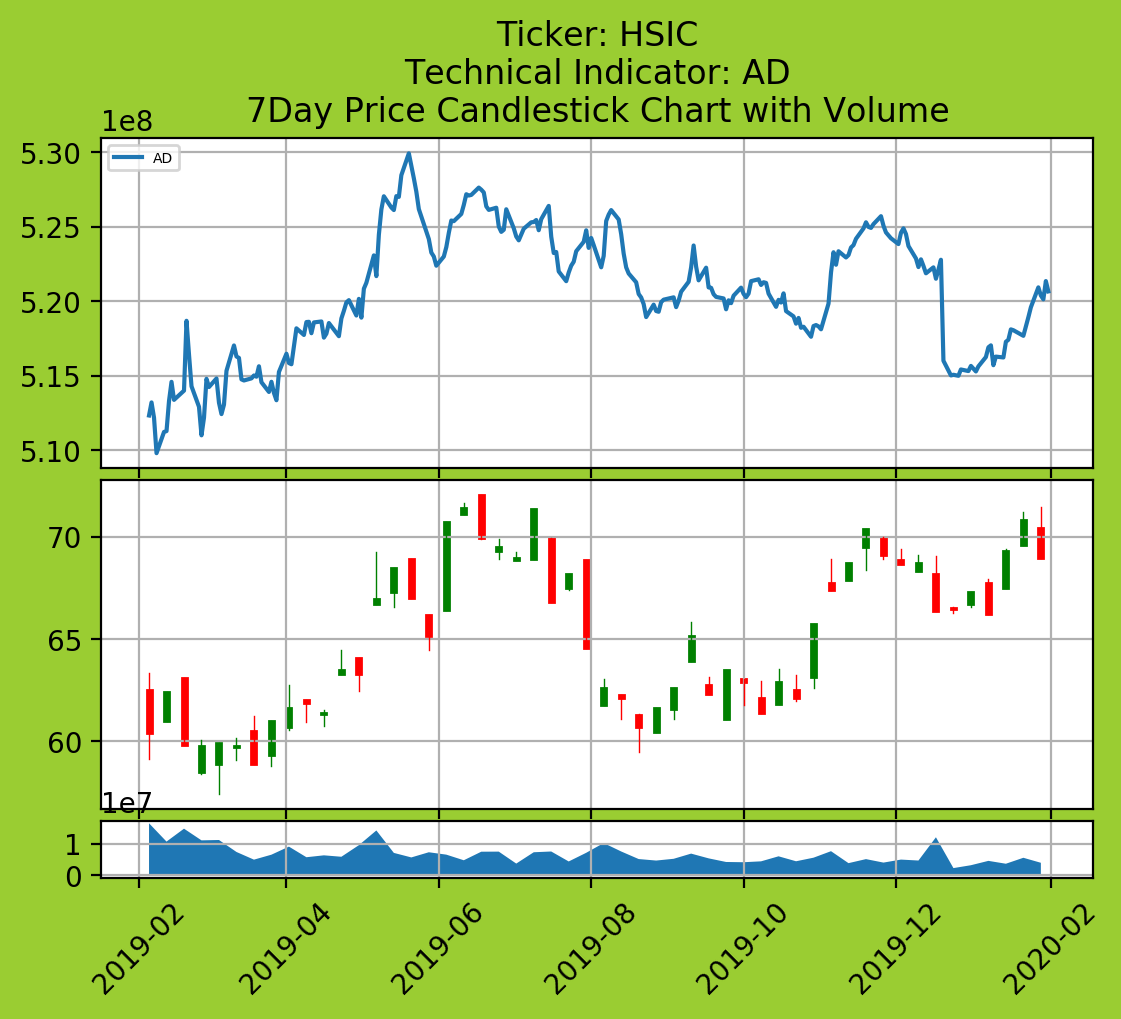 Ticker: HSIC
Technical Indicator: AD
7Day Price Candlestick Chart with Volume
1e8
AD
5.30
5.25
5.20
5.15
5.10
70
65
60
1e7
1
0
2019-02
2019-04
2019-06
2019-08
2019-10
2019-12
2020-02